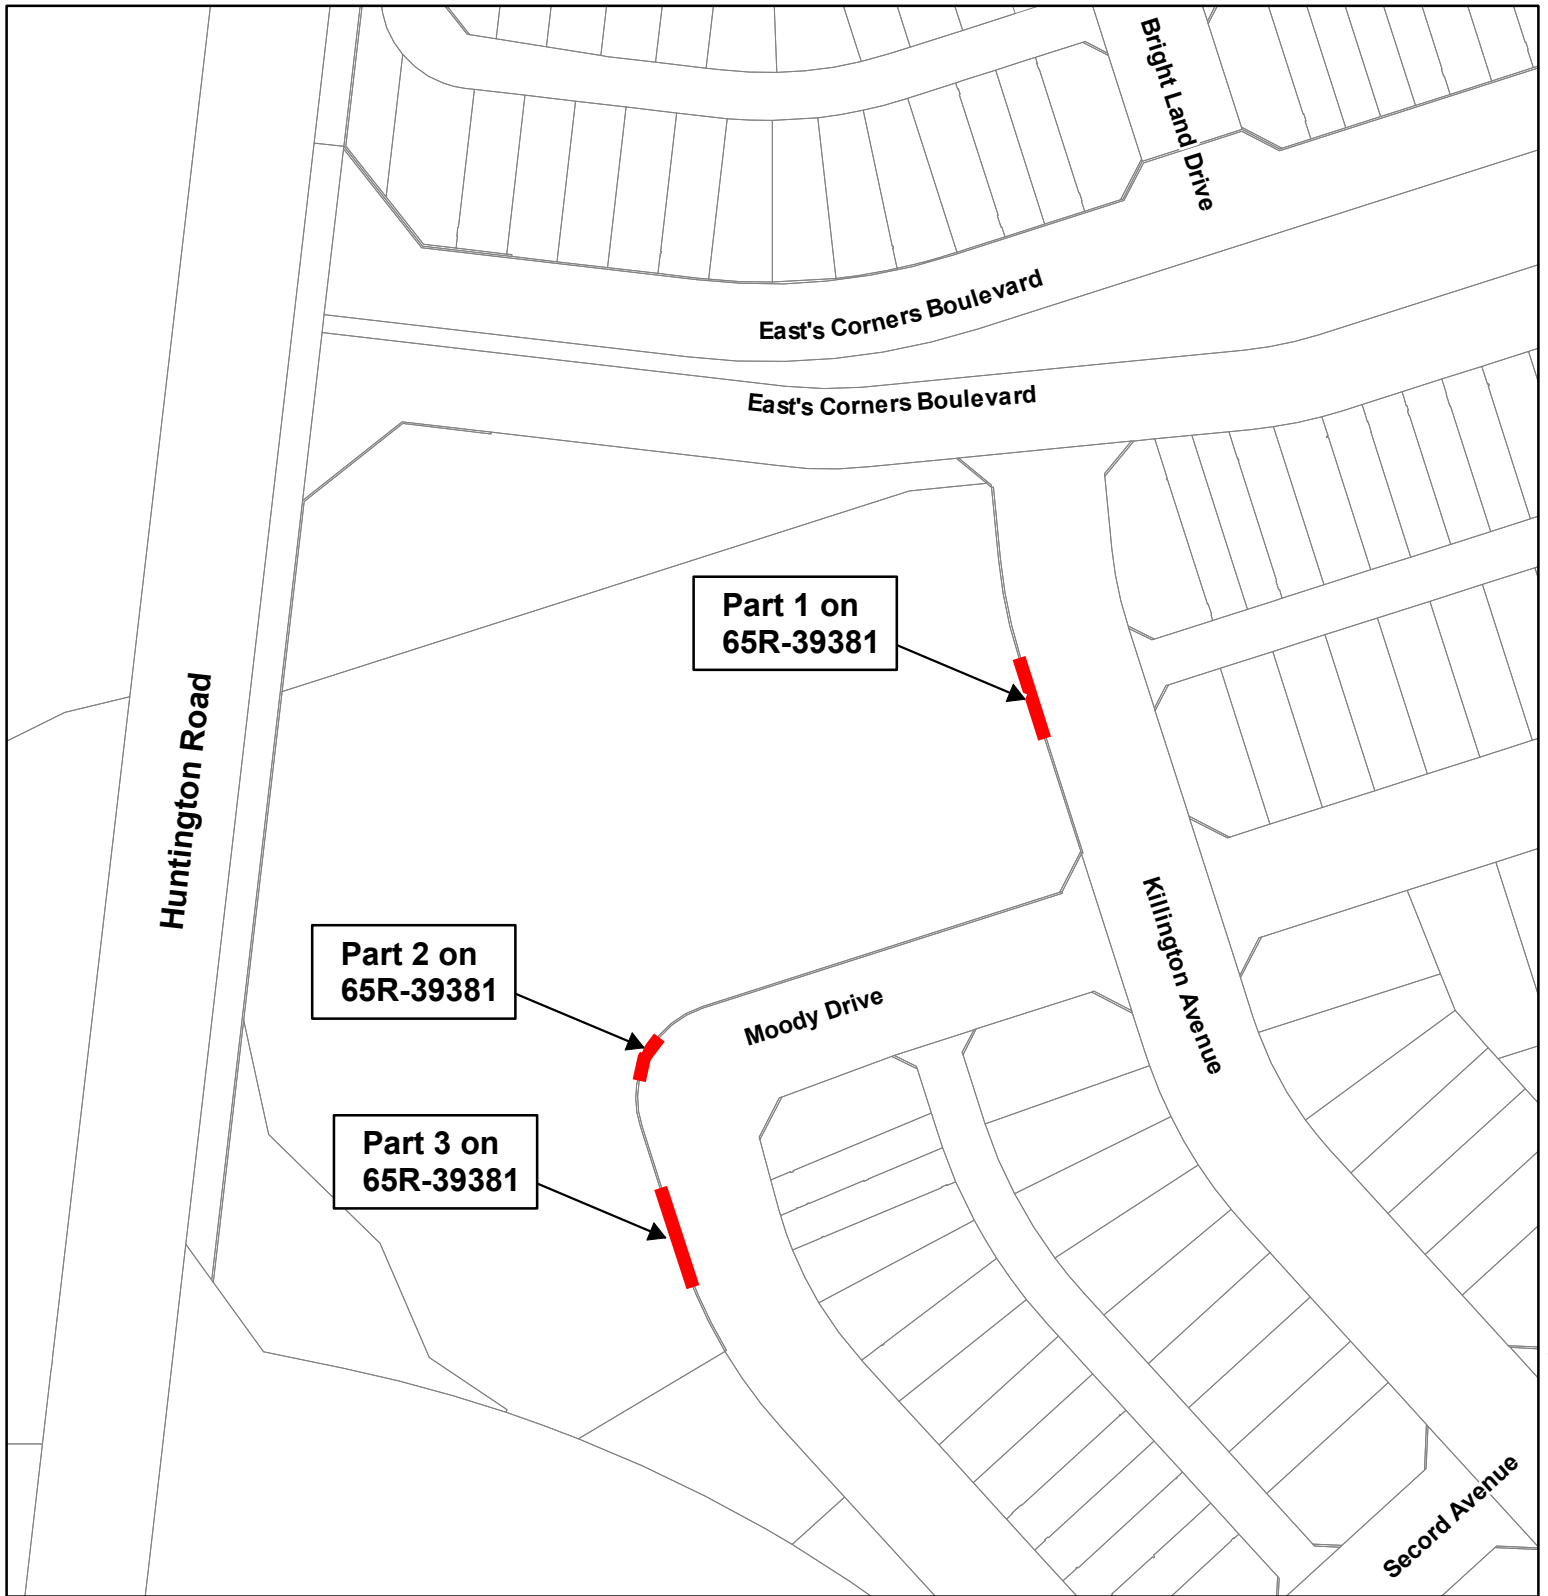 Bright Land Drive
East's Corners Boulevard
East's Corners Boulevard
Part 1 on
65R-39381
Huntington Road
Killington Avenue
Part 2 on
65R-39381
Moody Drive
Part 3 on
65R-39381
Secord Avenue